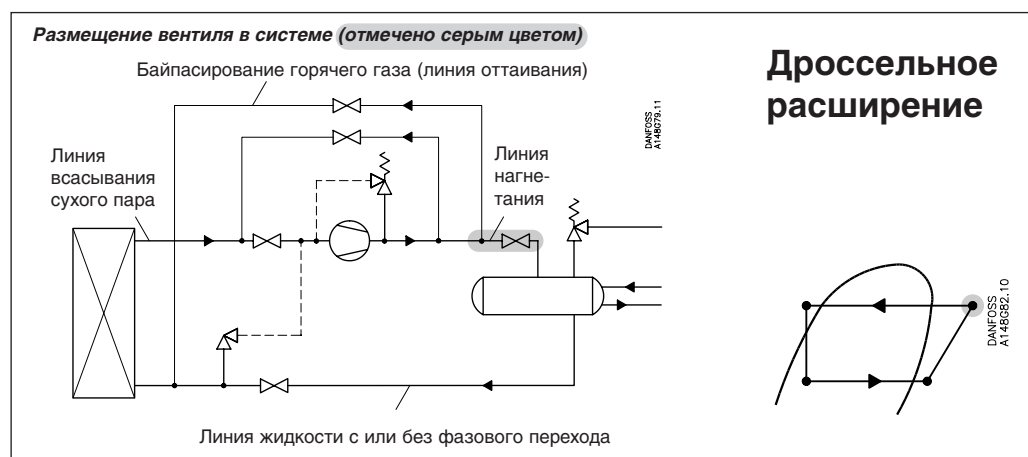 Размещение вентиля в системе (отмечено серым цветом)
Байпасирование горячего газа (линия оттаивания)
Дроссельное
расширение
DANFOSS
A148G79.11
Линия
всасывания
сухого пара
Линия
нагне-
тания
DANFOSS
A148G82.10
Линия жидкости с или без фазового перехода